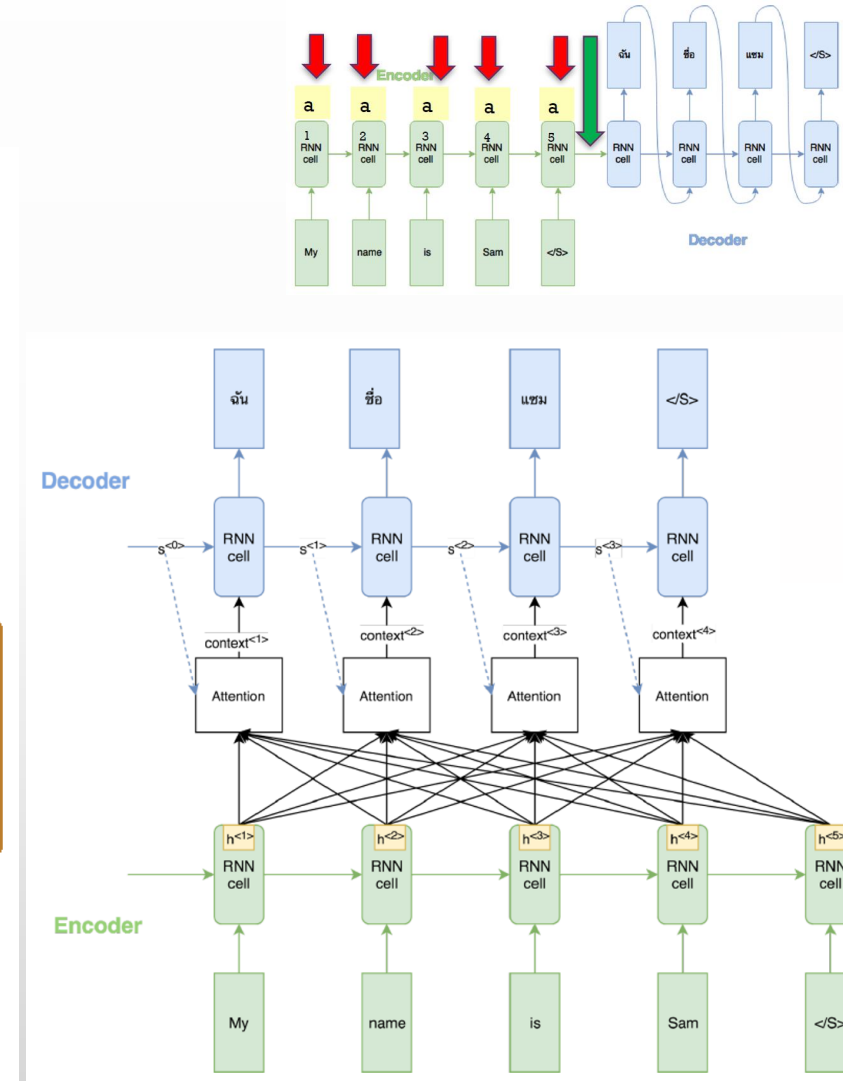 ฉัน ชื่อ แซม </S>
Encoder
a a a a a
1 2 3 4 5
RNN cell RNN cell RNN cell RNN cell RNN cell RNN cell RNN cell RNN cell RNN cell
My name is Sam </S>
Decoder
ฉัน ชื่อ แซม </S>
Decoder
s<0> RNN cell s<1> RNN cell s<2> RNN cell s<3> RNN cell
context<1> context<2> context<3> context<4>
Attention Attention Attention Attention
h<1> h<2> h<3> h<4> h<5>
RNN cell RNN cell RNN cell RNN cell RNN cell
Encoder
My name is Sam </S>